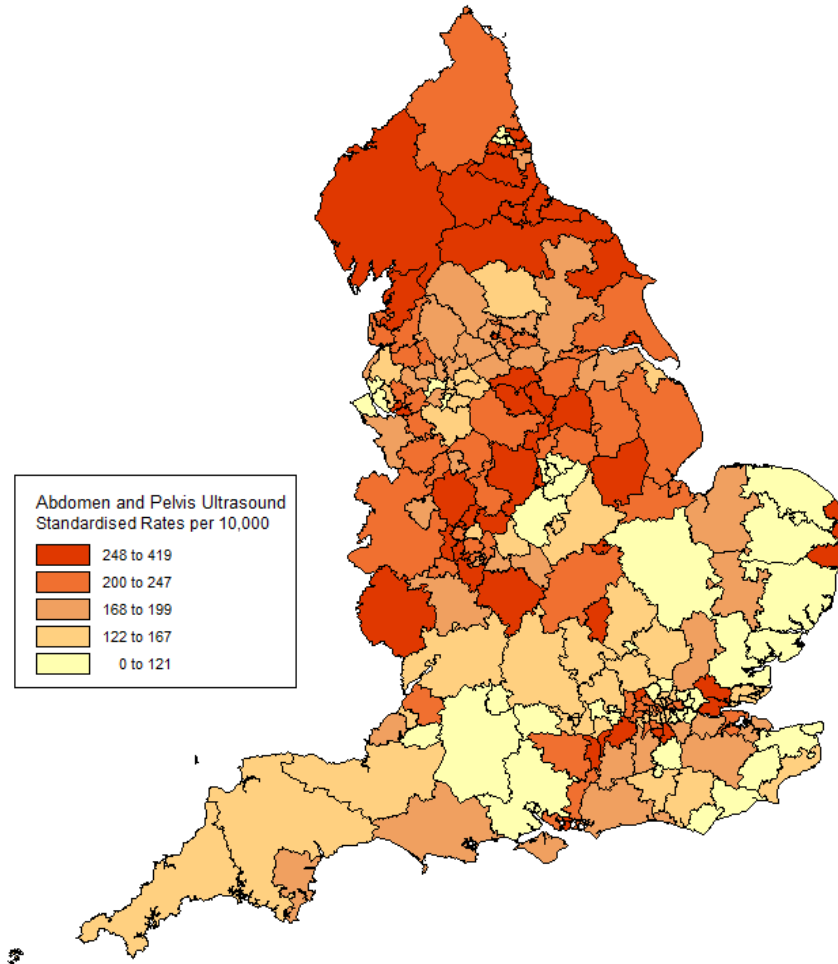 Abdomen and Pelvis Ultrasound
Standardised Rates per 10,000
248 to 419
200 to 247
168 to 199
122 to 167
0 to 121